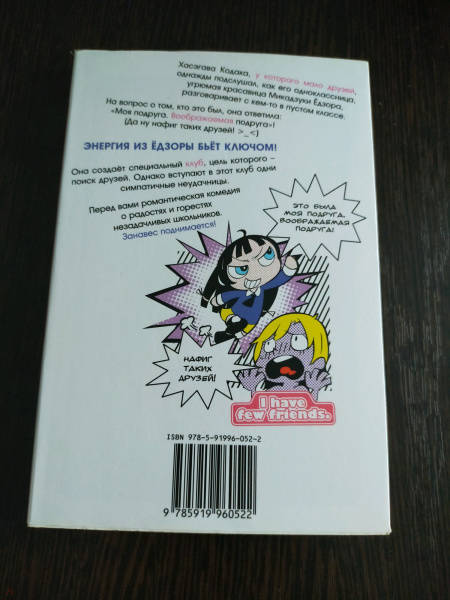 Хасэгава Кодака, у которого мало друзей,
однажды подслушал, как его одноклассница,
угрюмая красавица Микадзуки Ёдзора,
разговаривает с кем-то в пустом классе.
На вопрос о том, кто это был, она ответила:
«Моя подруга. Воображаемая подруга»!
(Да ну нафиг таких друзей! >_<)
ЭНЕРГИЯ ИЗ ЁДЗОРЫ БЬЁТ КЛЮЧОМ!
Она создаёт специальный клуб, цель которого –
поиск друзей. Однако вступают в этот клуб одни
симпатичные неудачницы.
Перед вами романтическая комедия
о радостях и горестях
незадачливых школьников.
Занавес поднимается!
ЭТО БЫЛА
МОЯ ПОДРУГА.
ВООБРАЖАЕМАЯ
ПОДРУГА!
НАФИГ
ТАКИХ
ДРУЗЕЙ!
I have
few friends.
ISBN 978-5-91996-052-2
9 785919 960522